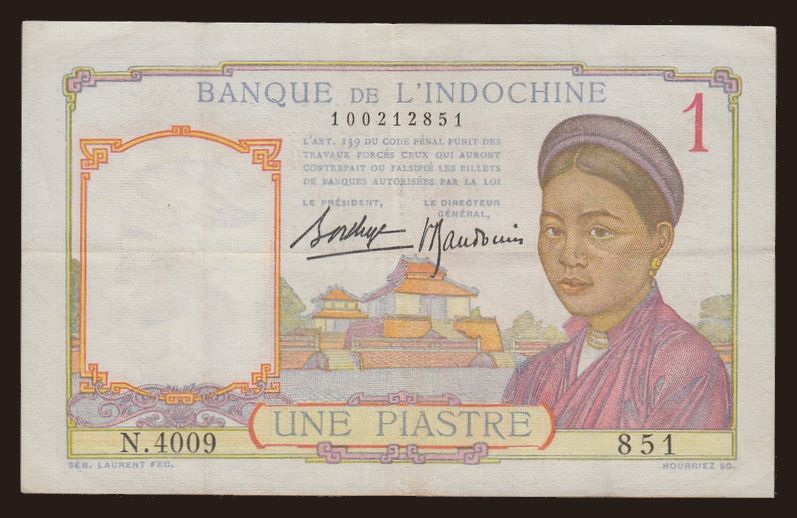 BANQUE DE L'INDOCHINE
1
100212851
L'ART. 139 DU CODE PÉNAL PUNIT DES
TRAVAUX FORCÉS CEUX QUI AURONT
CONTREFAIT OU FALSIFIÉ LES BILLETS
DE BANQUES AUTORISÉES PAR LA LOI
LE PRÉSIDENT, LE DIRECTEUR
GÉNÉRAL,
UNE PIASTRE
N.4009 851
SÉB. LAURENT FEC. HOURRIEZ SC.